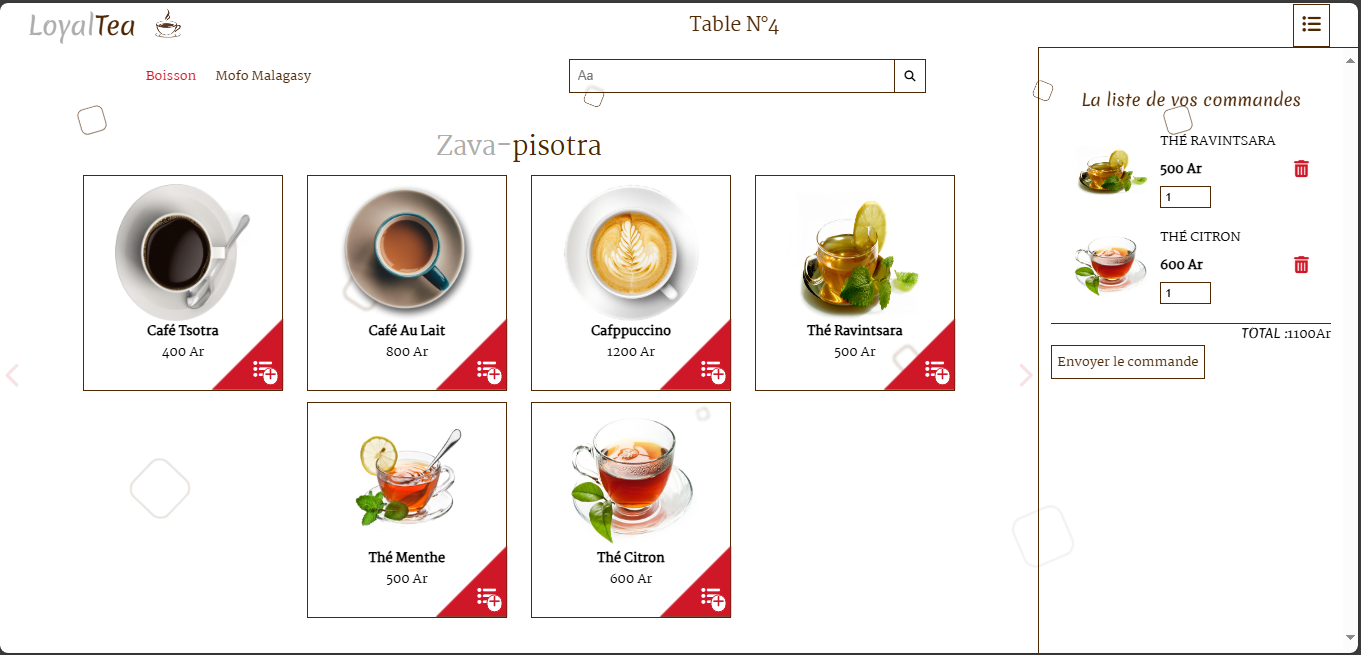 LoyalTea
Table N°4
Boisson Mofo Malagasy
Aa
Zava-pisotra
Café Tsotra
400 Ar
Café Au Lait
800 Ar
Cafppuccino
1200 Ar
Thé Ravintsara
500 Ar
Thé Menthe
500 Ar
Thé Citron
600 Ar
La liste de vos commandes
THÉ RAVINTSARA
500 Ar
1
THÉ CITRON
600 Ar
1
TOTAL :1100Ar
Envoyer le commande